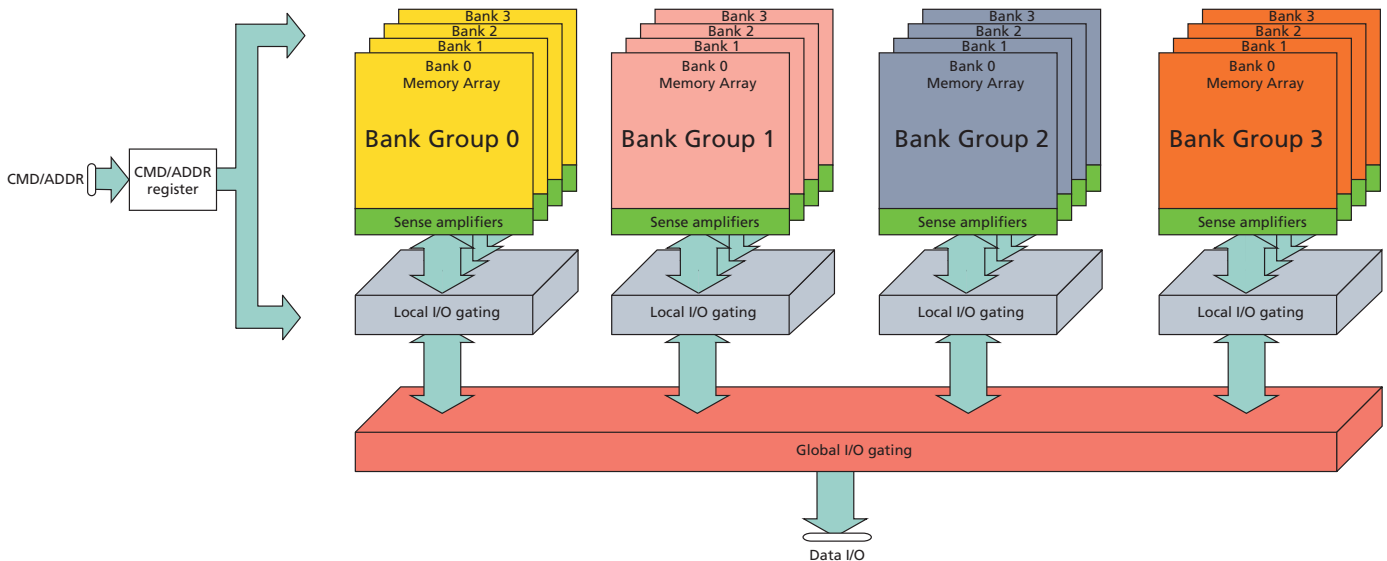 Bank 3
Bank 2
Bank 1
Bank 0
Memory Array
Bank Group 0
Sense amplifiers
Bank 3
Bank 2
Bank 1
Bank 0
Memory Array
Bank Group 1
Sense amplifiers
Bank 3
Bank 2
Bank 1
Bank 0
Memory Array
Bank Group 2
Sense amplifiers
Bank 3
Bank 2
Bank 1
Bank 0
Memory Array
Bank Group 3
Sense amplifiers
CMD/ADDR
CMD/ADDR
register
Local I/O gating
Local I/O gating
Local I/O gating
Local I/O gating
Global I/O gating
Data I/O